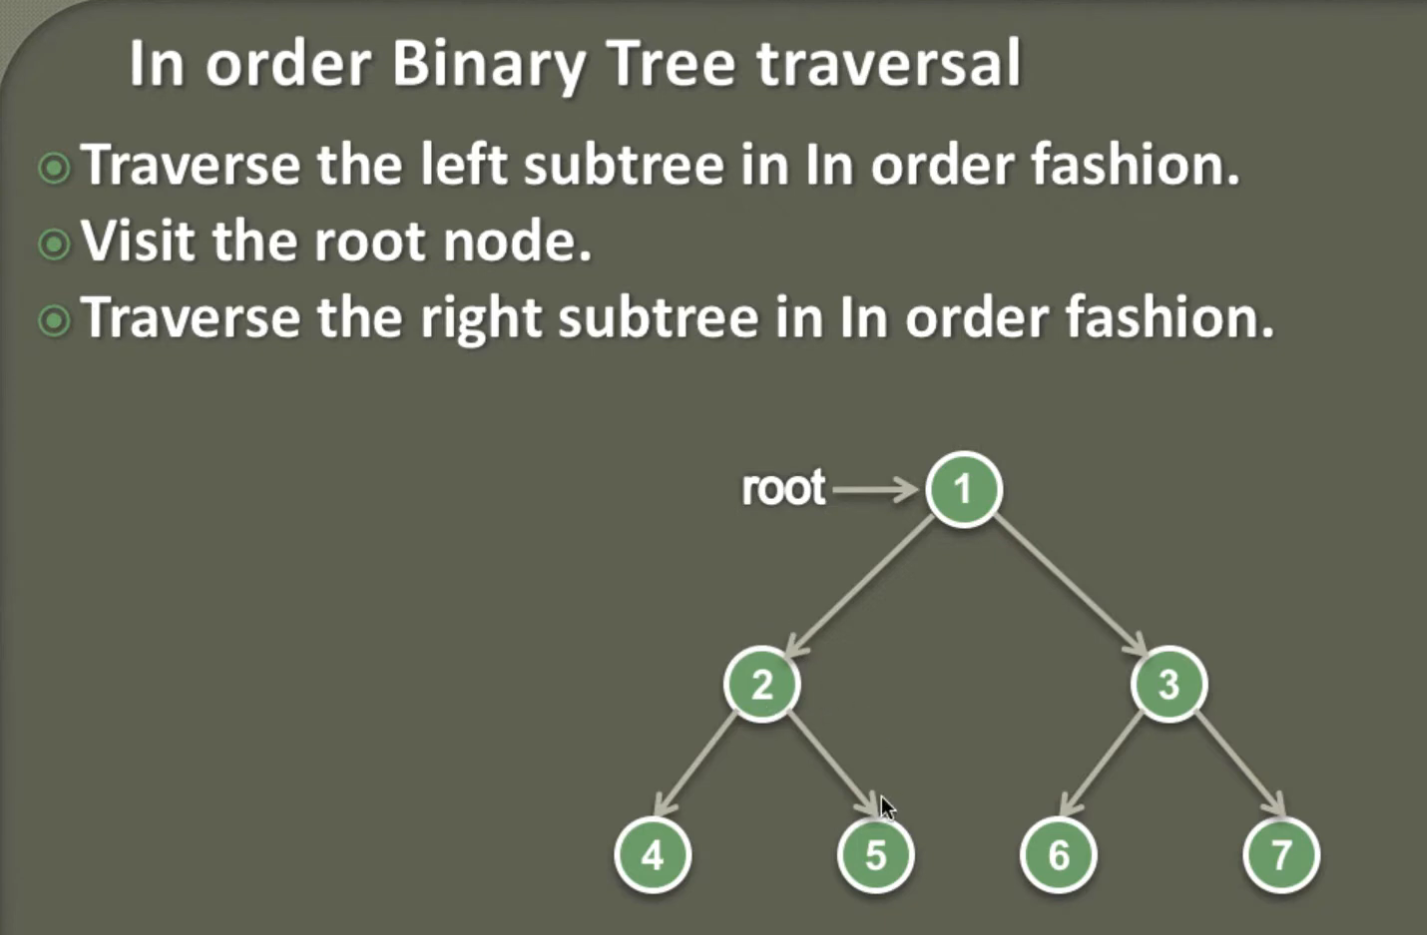 In order Binary Tree traversal
Traverse the left subtree in In order fashion.
Visit the root node.
Traverse the right subtree in In order fashion.
root 1
2 3
4 5 6 7